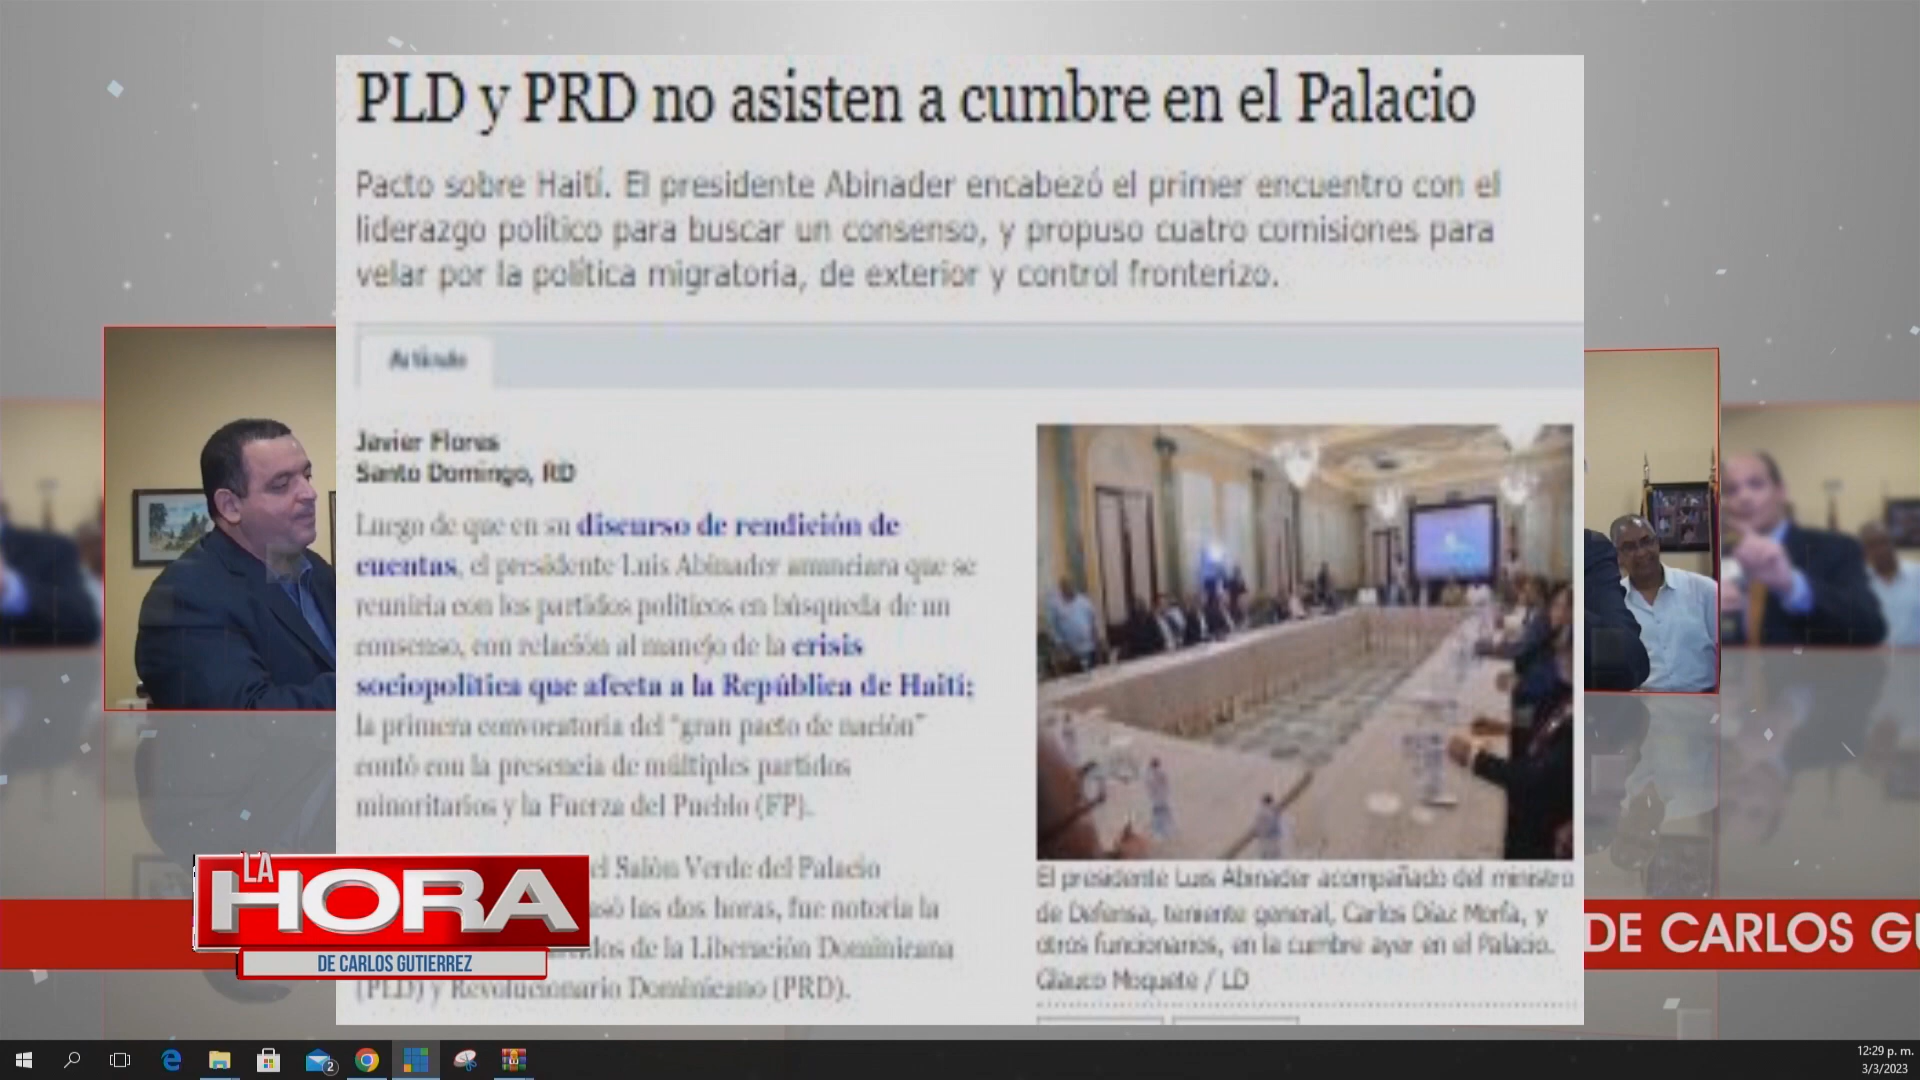 PLD y PRD no asisten a cumbre en el Palacio
Pacto sobre Haití. El presidente Abinader encabezó el primer encuentro con el
liderazgo político para buscar un consenso, y propuso cuatro comisiones para
velar por la política migratoria, de exterior y control fronterizo.
Artículo
Javier Flores
Santo Domingo, RD
Luego de que en su discurso de rendición de
cuentas, el presidente Luis Abinader anunciara que se
reuniría con los partidos políticos en búsqueda de un
consenso, con relación al manejo de la crisis
sociopolítica que afecta a la República de Haití;
la primera convocatoria del "gran pacto de nación"
contó con la presencia de múltiples partidos
minoritarios y la Fuerza del Pueblo (FP).
el Salón Verde del Palacio
las dos horas, fue notoria la
de la Liberación Dominicana
(PLD) y Revolucionario Dominicano (PRD).
El presidente Luis Abinader acompañado del ministro
de Defensa, teniente general, Carlos Díaz Morfa, y
otros funcionarios, en la cumbre ayer en el Palacio.
Glauco Moquete / LD
LA
HORA
DE CARLOS GUTIERREZ
DE CARLOS GU
2
12:29 p. m.
3/3/2023